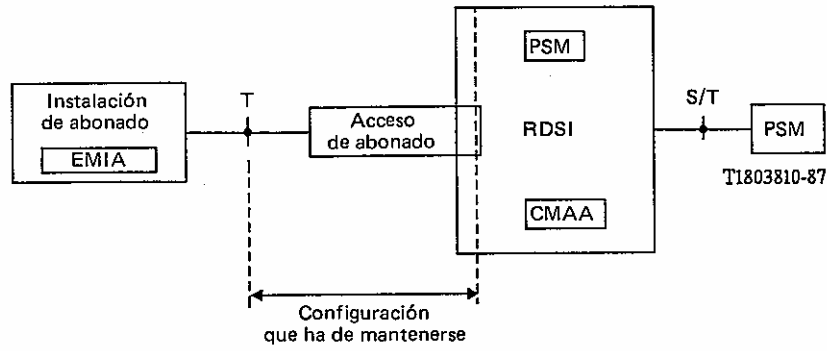 PSM
Instalación
de abonado
EMIA
T
Acceso
de abonado
RDSI
S/T
PSM
T1803810-87
CMAA
Configuración
que ha de mantenerse